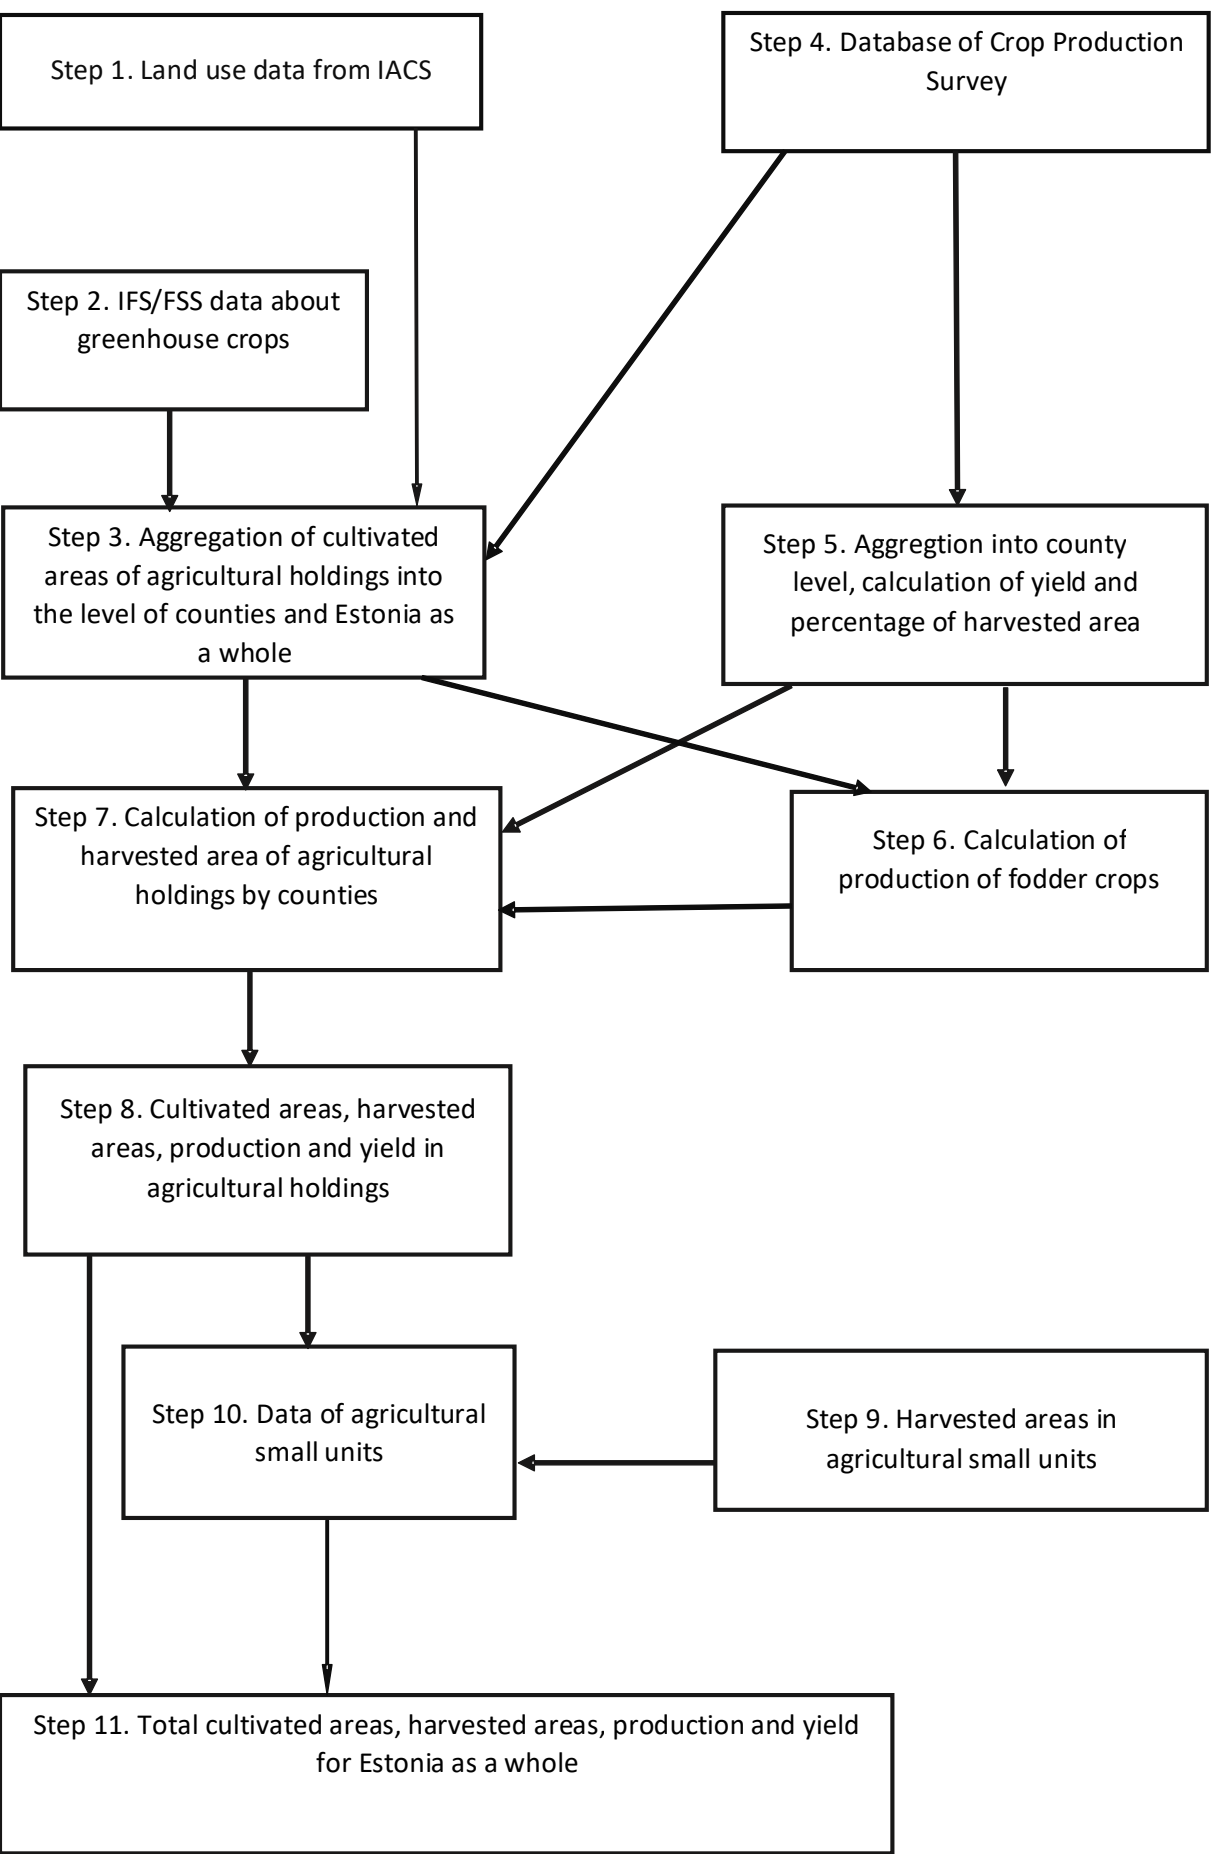 Step 1. Land use data from IACS
Step 4. Database of Crop Production
Survey
Step 2. IFS/FSS data about
greenhouse crops
Step 3. Aggregation of cultivated
areas of agricultural holdings into
the level of counties and Estonia as
a whole
Step 5. Aggregtion into county
level, calculation of yield and
percentage of harvested area
Step 7. Calculation of production and
harvested area of agricultural
holdings by counties
Step 6. Calculation of
production of fodder crops
Step 8. Cultivated areas, harvested
areas, production and yield in
agricultural holdings
Step 10. Data of agricultural
small units
Step 9. Harvested areas in
agricultural small units
Step 11. Total cultivated areas, harvested areas, production and yield
for Estonia as a whole